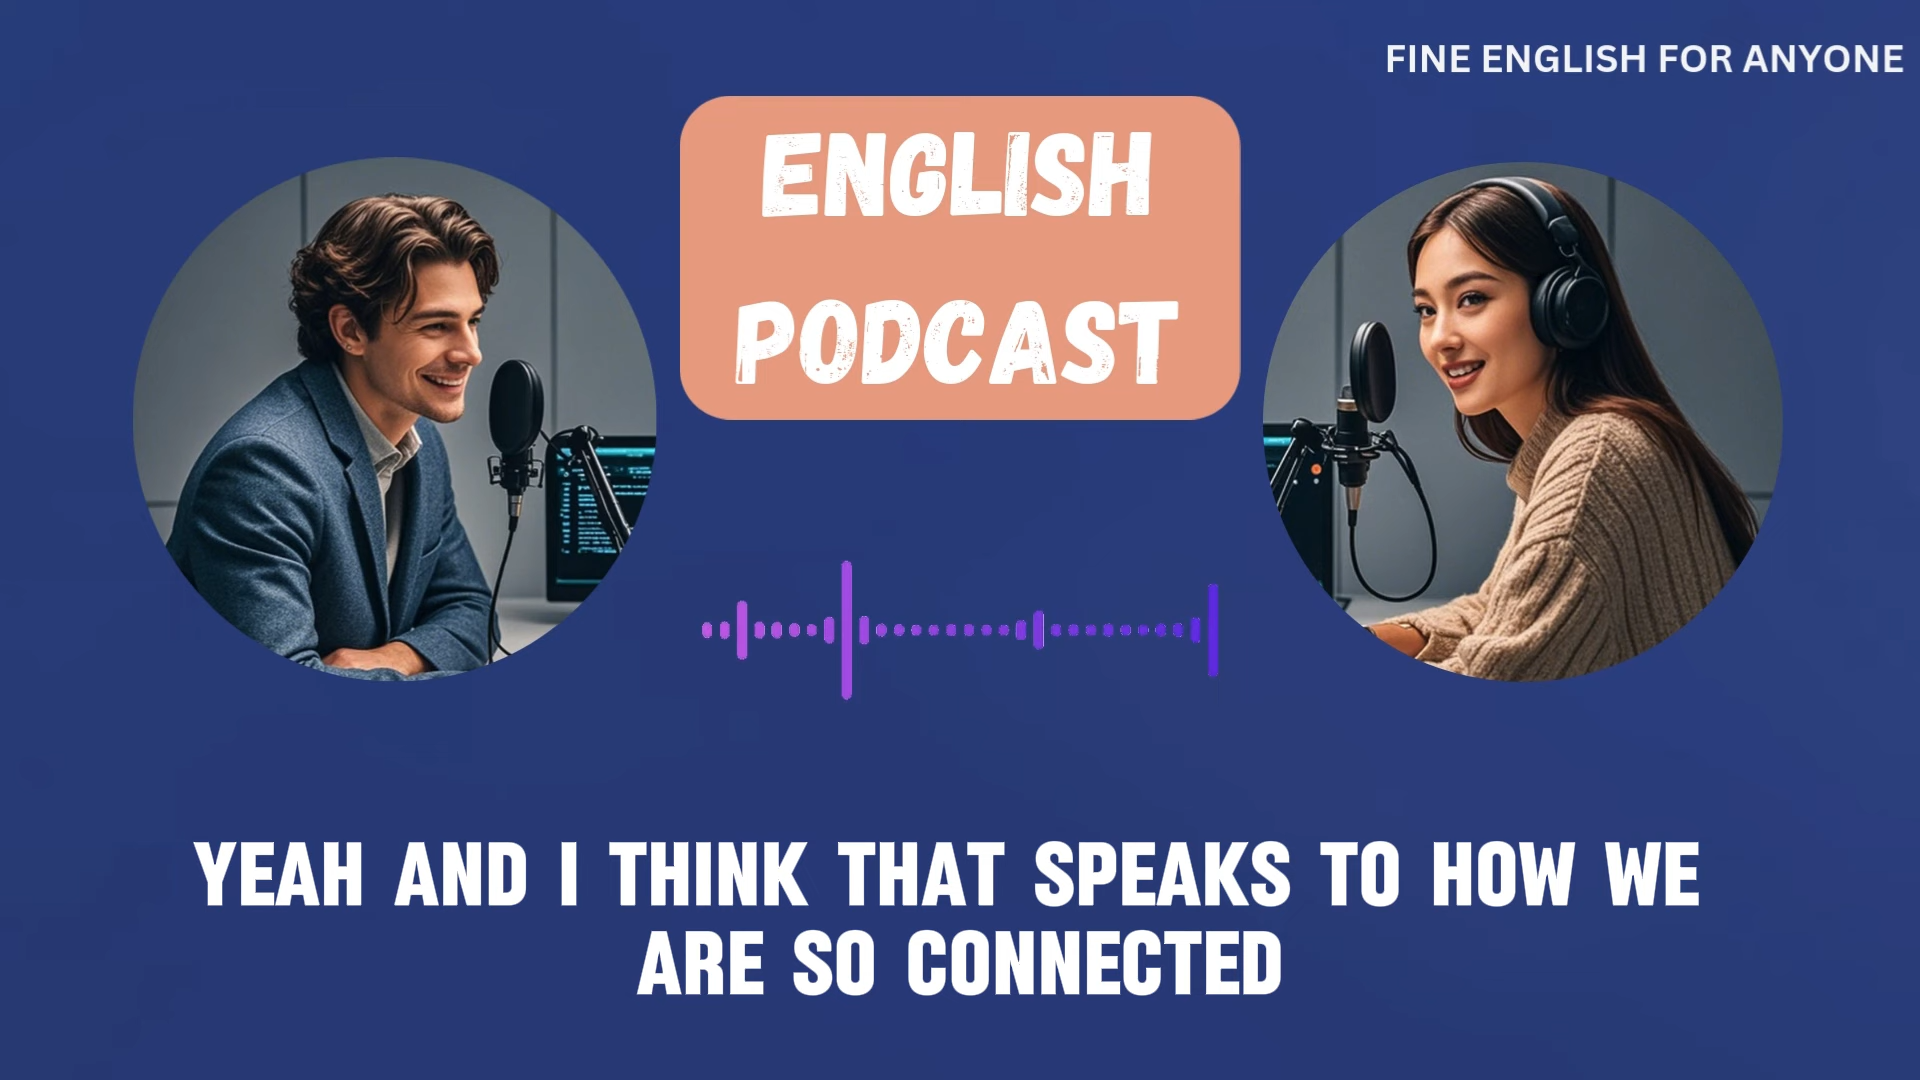 FINE ENGLISH FOR ANYONE
ENGLISH
PODCAST
YEAH AND I THINK THAT SPEAKS TO HOW WE
ARE SO CONNECTED